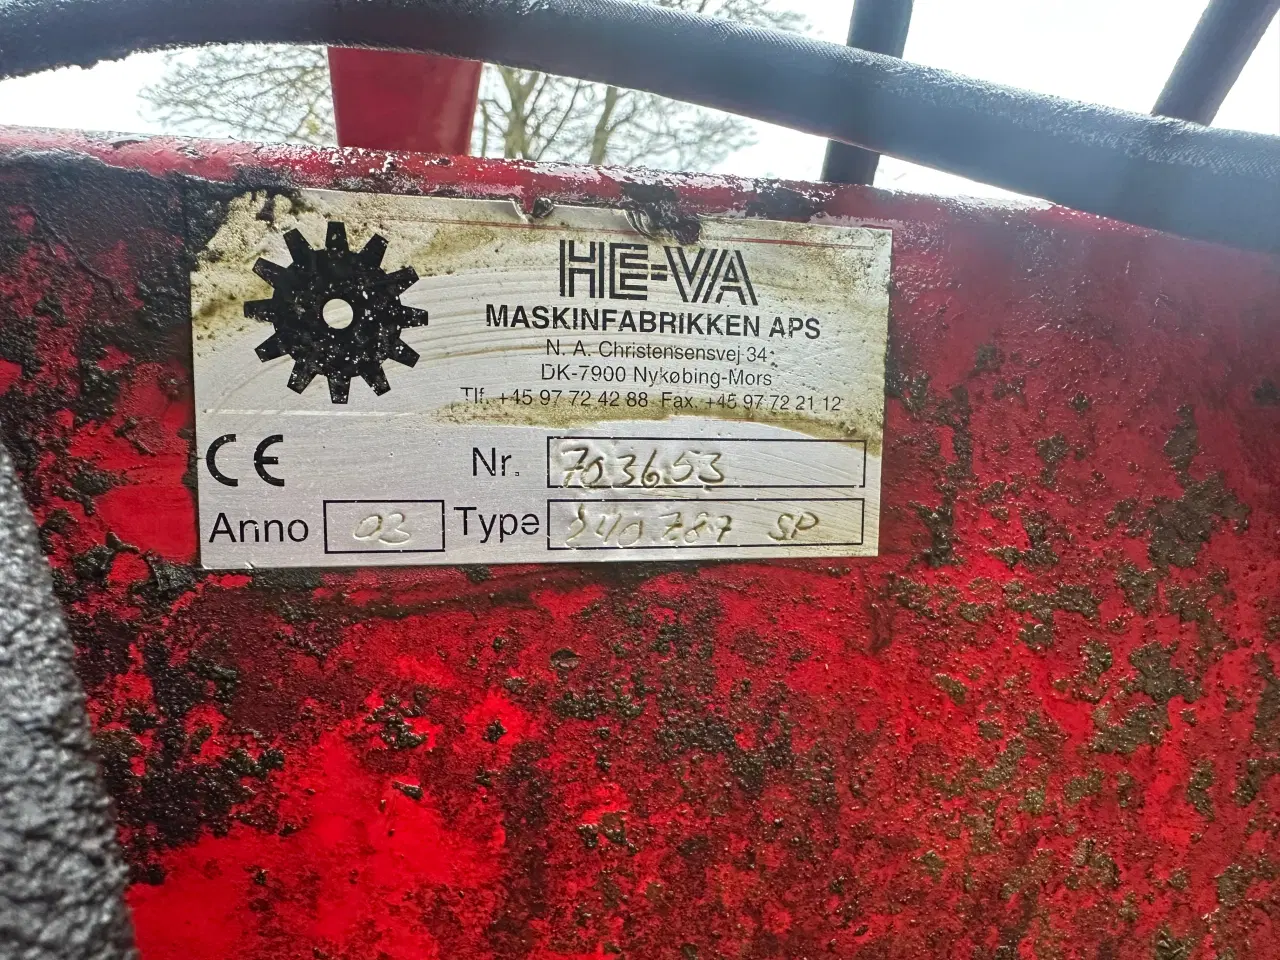 HE-VA
MASKINFABRIKKEN APS
N. A. Christensensvej 34
DK-7900 Nykøbing-Mors
Tlf. +45 97 72 42 88 Fax +45 97 72 21 12
CE Nr. 703653
Anno 03 Type SP